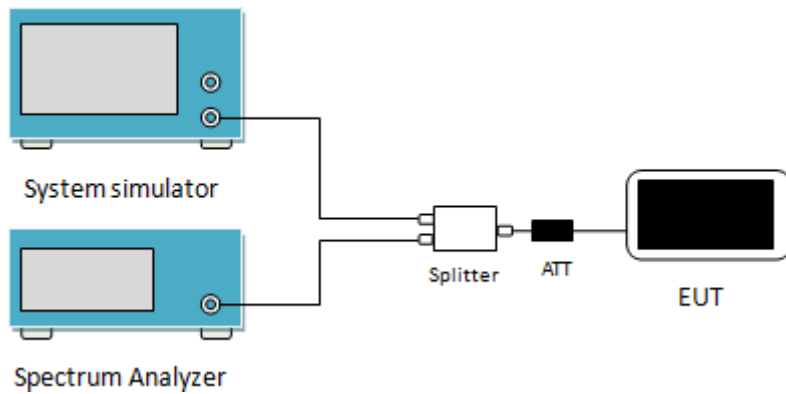 System simulator
Splitter
ATT
EUT
Spectrum Analyzer